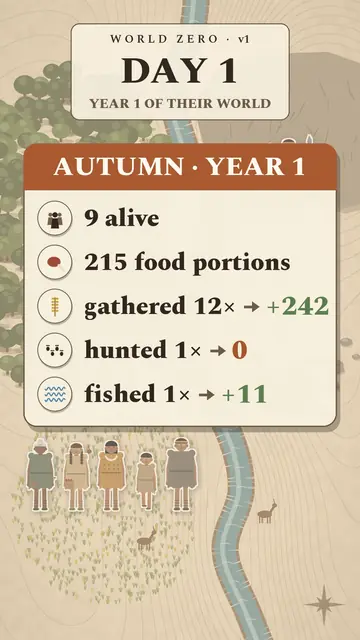 WORLD ZERO · v1
DAY 1
YEAR 1 OF THEIR WORLD
AUTUMN · YEAR 1
9 alive
215 food portions
gathered 12× → +242
hunted 1× → 0
fished 1× → +11